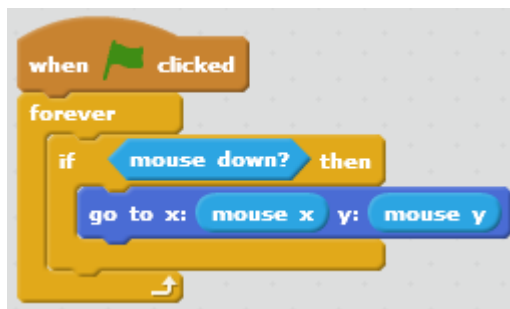 when clicked
forever
if mouse down? then
go to x: mouse x y: mouse y